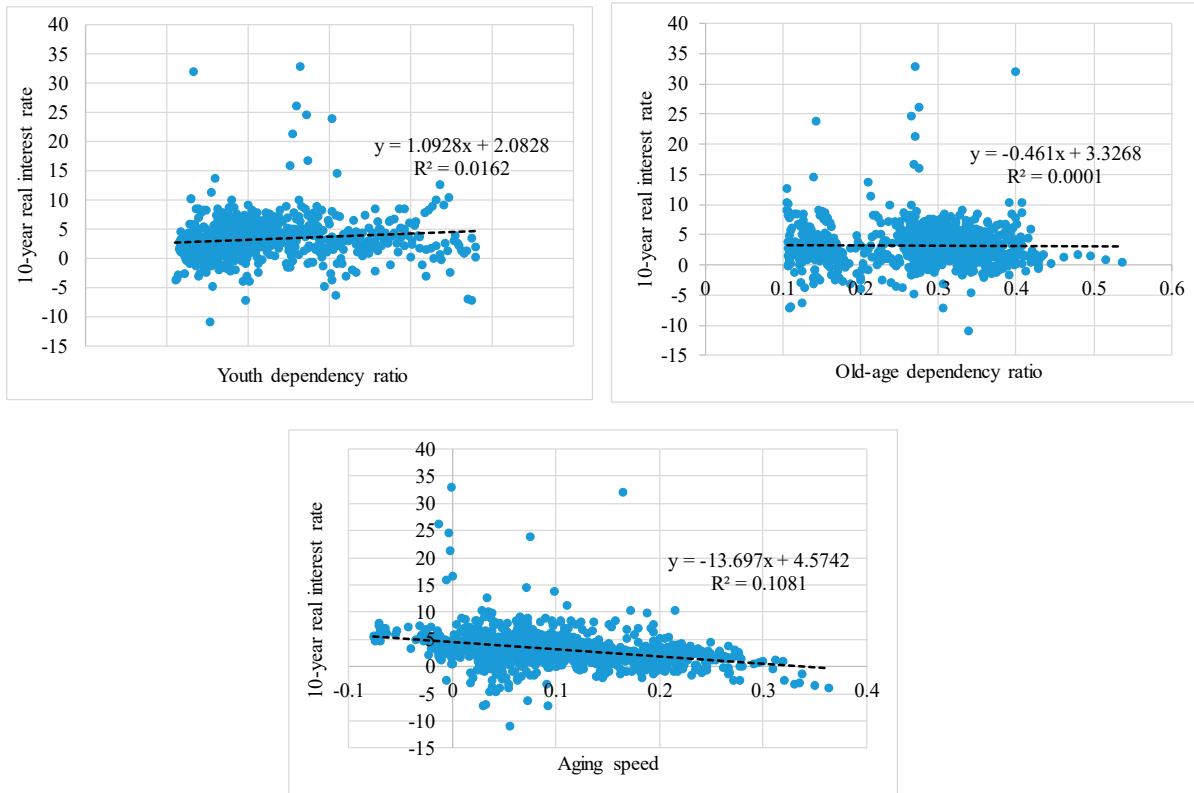 40
35
30
25
20
15
10
5
0
-5
-10
-15
10-year real interest rate
y = 1.0928x + 2.0828
R² = 0.0162
Youth dependency ratio
40
35
30
25
20
15
10
5
0
-5
-10
-15
10-year real interest rate
y = -0.461x + 3.3268
R² = 0.0001
0 0.1 0.2 0.3 0.4 0.5 0.6
Old-age dependency ratio
40
35
30
25
20
15
10
5
0
-5
-10
-15
10-year real interest rate
y = -13.697x + 4.5742
R² = 0.1081
-0.1 0 0.1 0.2 0.3 0.4
Aging speed